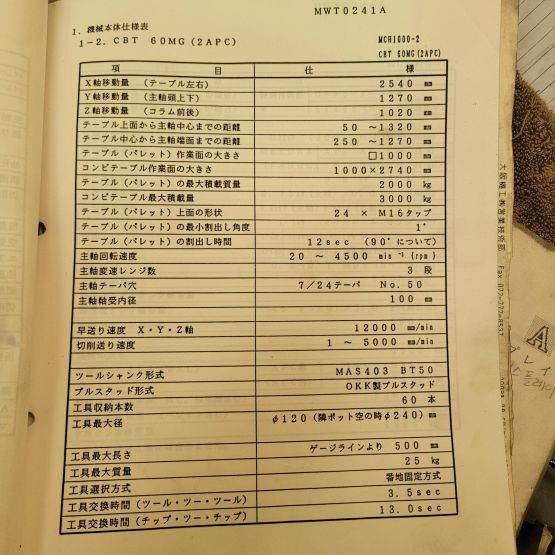 MWT0241A
1. 機械本体仕様表
1-2. CBT 60MG (2APC)
MCH1000-2
CBT 60MG(2APC)
項 目 仕 様
X軸移動量 (テーブル左右) 2540 mm
Y軸移動量 (主軸頭上下) 1270 mm
Z軸移動量 (コラム前後) 1020 mm
テーブル上面から主軸中心までの距離 50 ~1320 mm
テーブル中心から主軸端面までの距離 250 ~1270 mm
テーブル(パレット)作業面の大きさ □1000 mm
コンビテーブル作業面の大きさ 1000×2740 mm
テーブル(パレット)の最大積載質量 2000 kg
コンビテーブル最大積載量 3000 kg
テーブル(パレット)上面の形状 24 × M16タップ
テーブル(パレット)の最小割出し角度 1°
テーブル(パレット)の割出し時間 12sec (90°について)
主軸回転速度 20 ~ 4500 min⁻¹(rpm)
主軸変速レンジ数 3 段
主軸テーパ穴 7/24テーパ No.50
主軸軸受内径 100 mm
早送り速度 X・Y・Z軸 12000 mm/min
切削送り速度 1 ~ 5000 mm/min
ツールシャンク形式 MAS403 BT50
プルスタッド形式 OKK製プルスタッド
工具収納本数 60 本
工具最大径 φ120(隣ポット空の時φ240) mm
工具最大長さ ゲージラインより 500 mm
工具最大質量 25 kg
工具選択方式 番地固定方式
工具交換時間(ツール・ツー・ツール) 3.5sec
工具交換時間(チップ・ツー・チップ) 13.0sec
大阪機工㈱営業技術部 Fax 072-772-8537
A